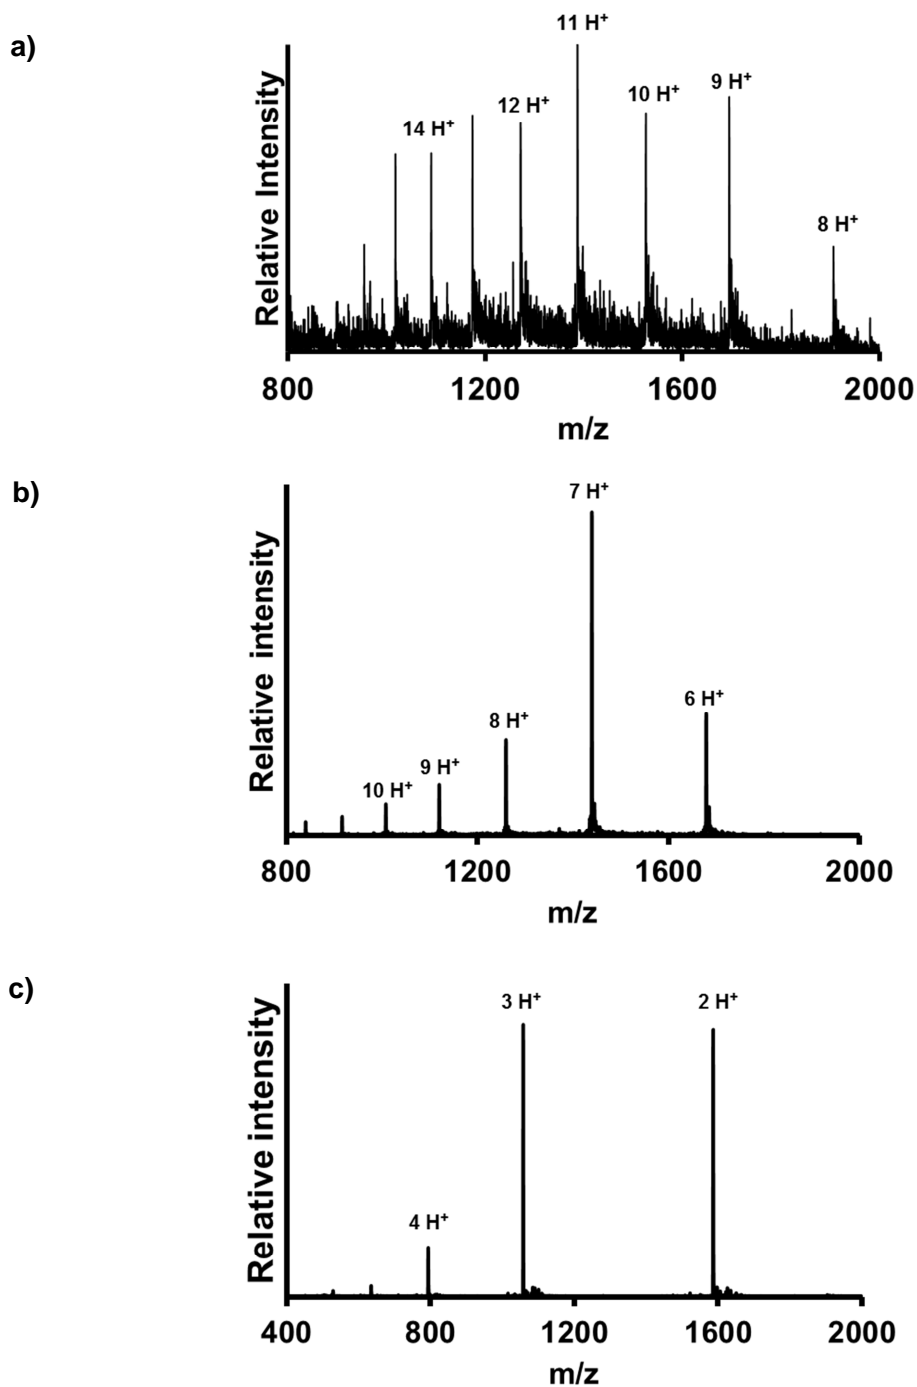 a)
Relative Intensity
14 H+
12 H+
11 H+
10 H+
9 H+
8 H+
800 1200 1600 2000
m/z
b)
Relative intensity
10 H+
9 H+
8 H+
7 H+
6 H+
800 1200 1600 2000
m/z
c)
Relative intensity
4 H+
3 H+
2 H+
400 800 1200 1600 2000
m/z